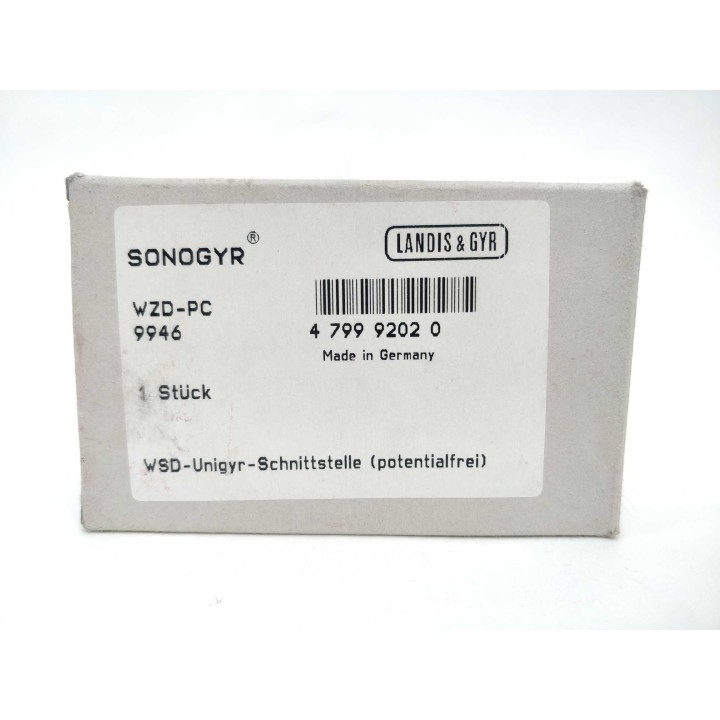 SONOGYR®
LANDIS & GYR
WZD-PC
9946
4 799 9202 0
Made in Germany
1 Stück
WSD-Unigyr-Schnittstelle (potentialfrei)